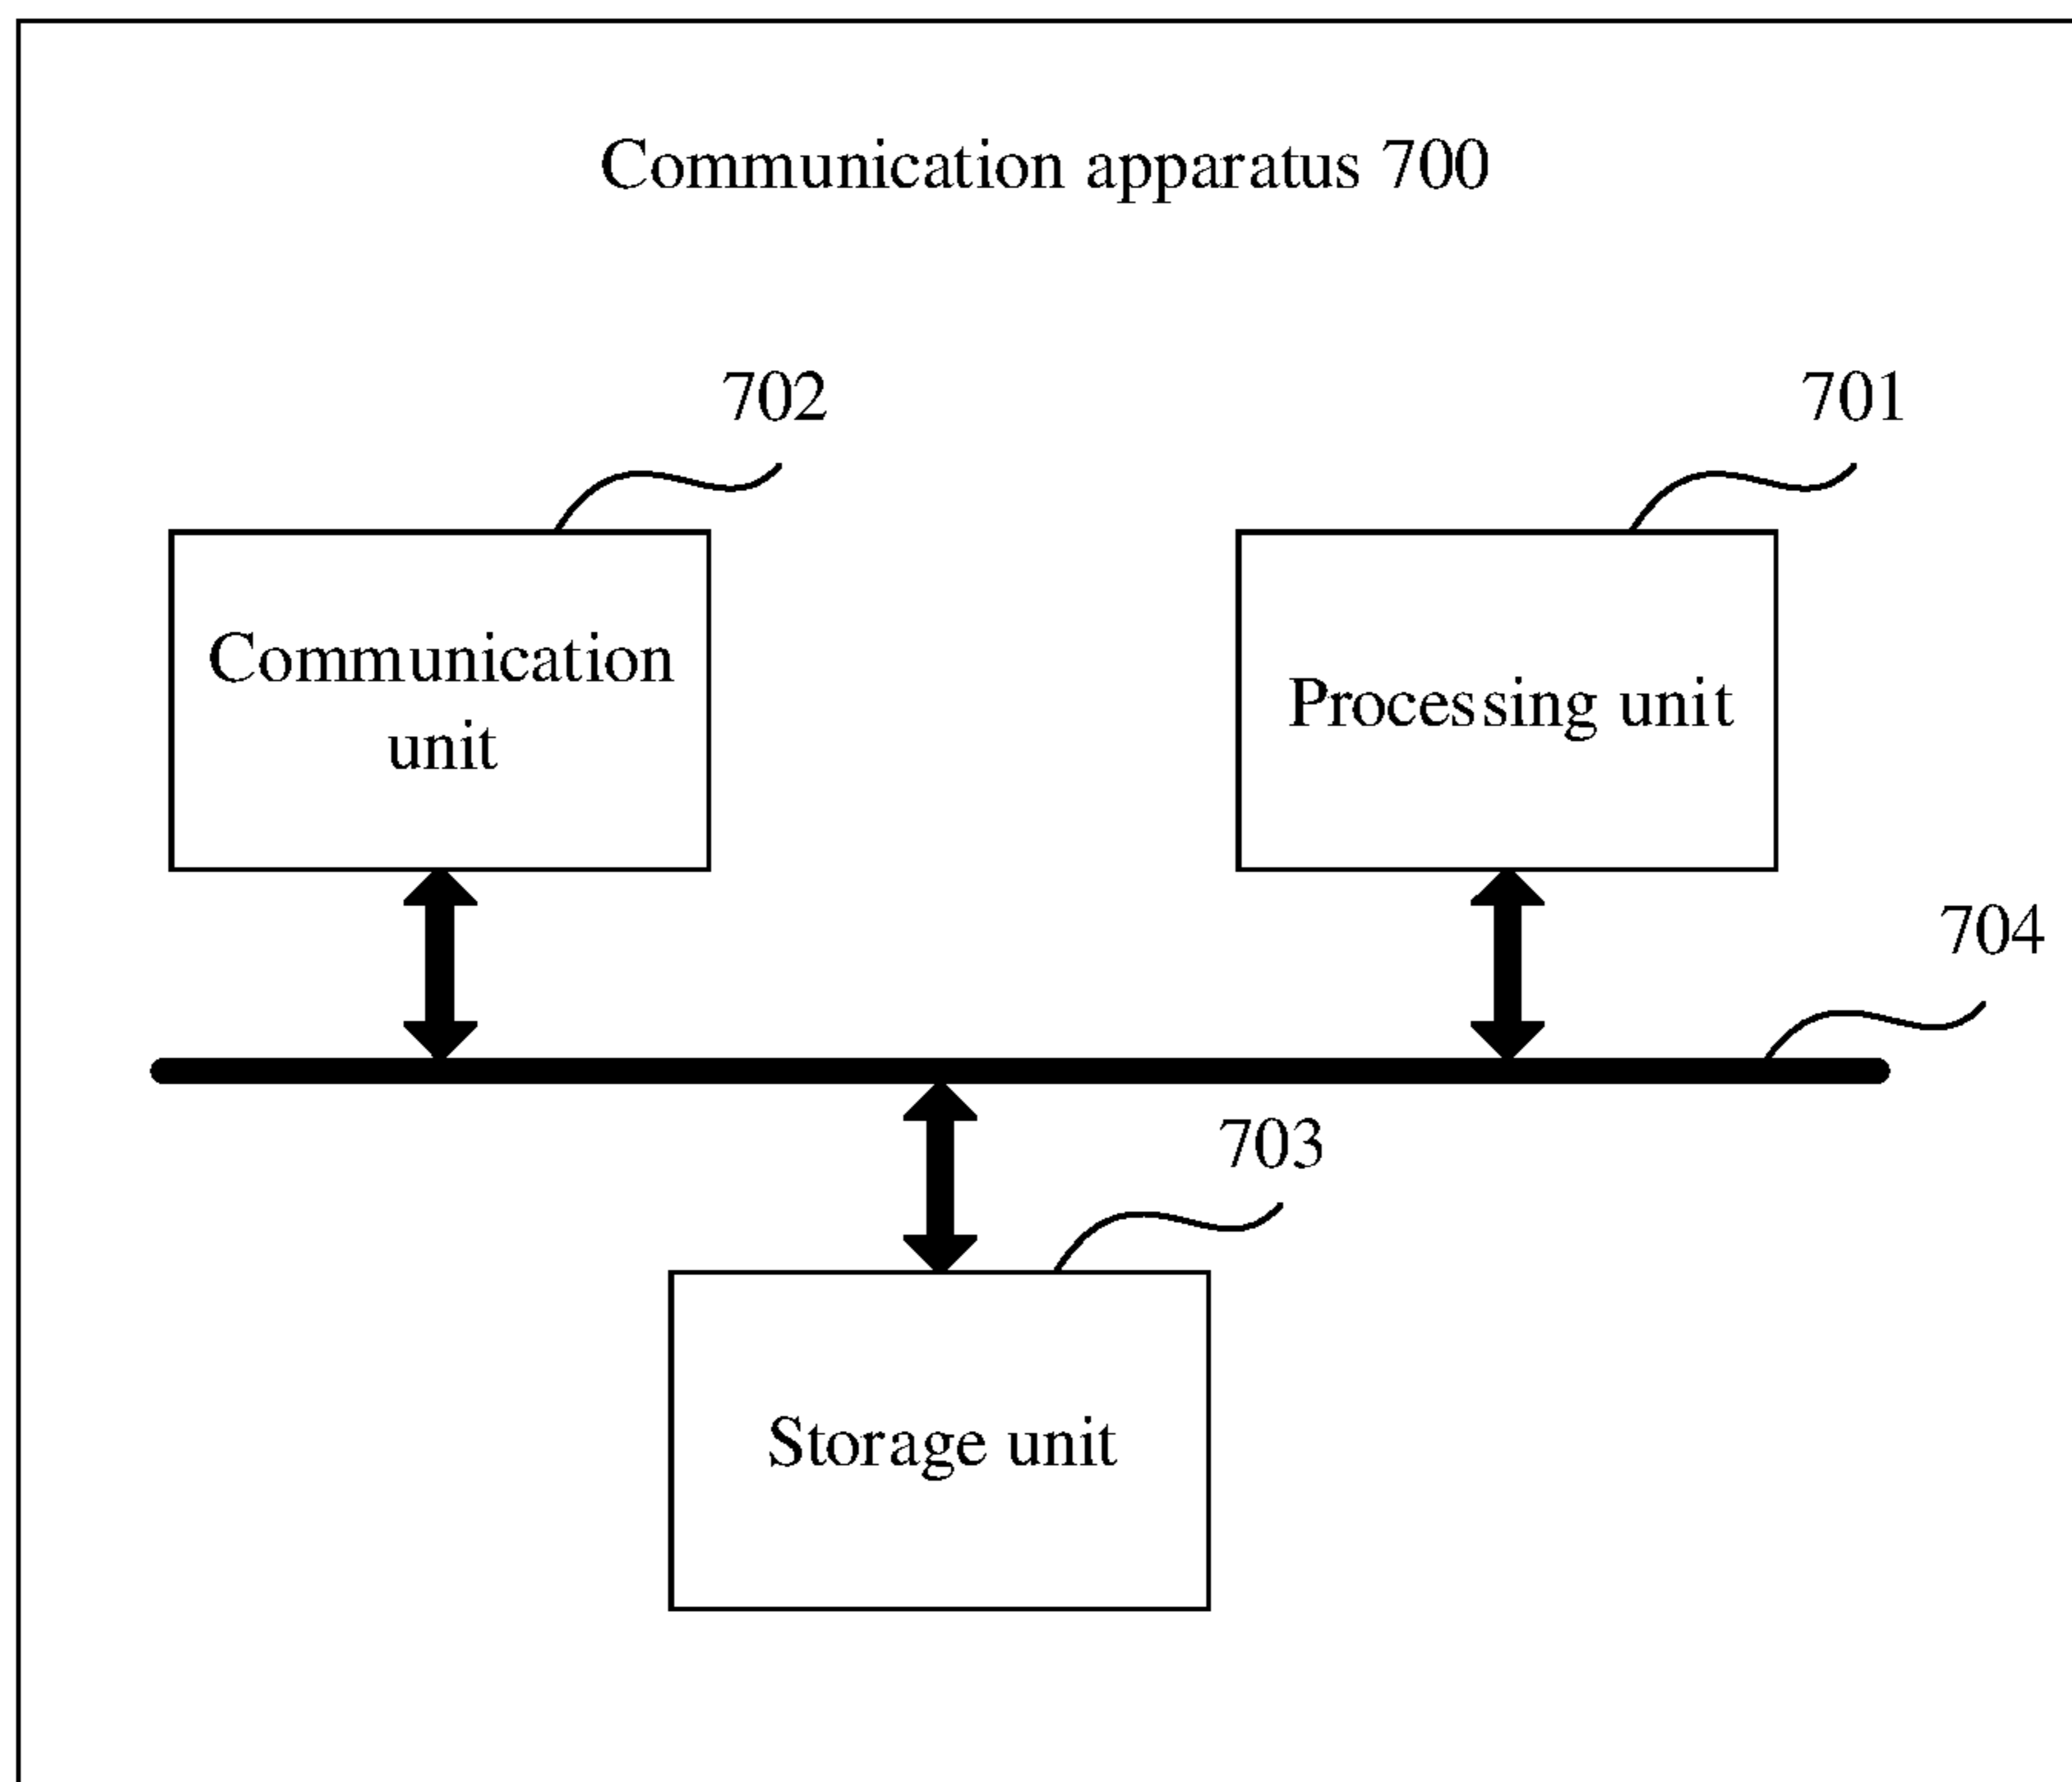 Communication apparatus 700
702
701
Communication
unit
Processing unit
704
703
Storage unit